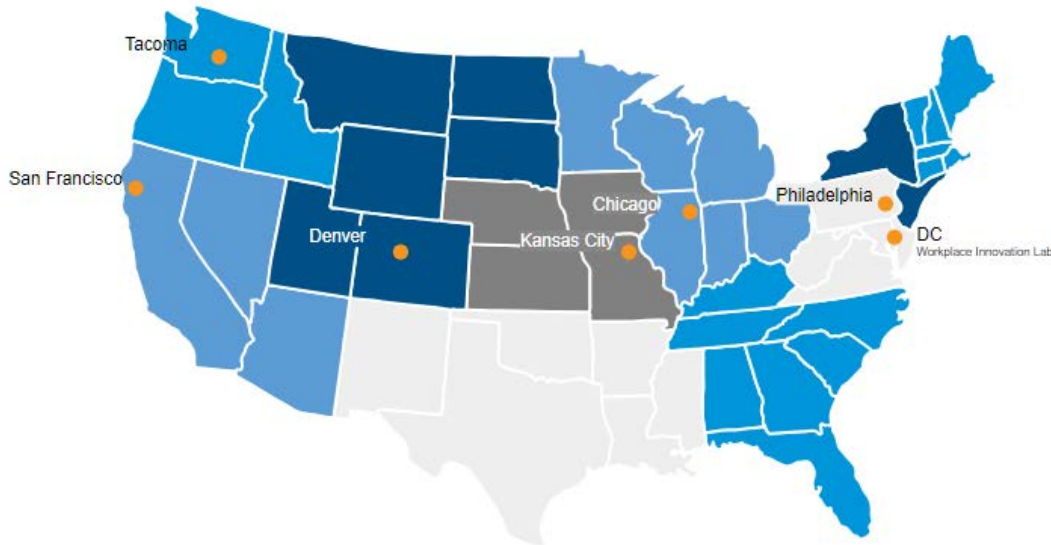 Tacoma
San Francisco
Denver
Kansas City
Chicago
Philadelphia
DC
Workplace Innovation Lab